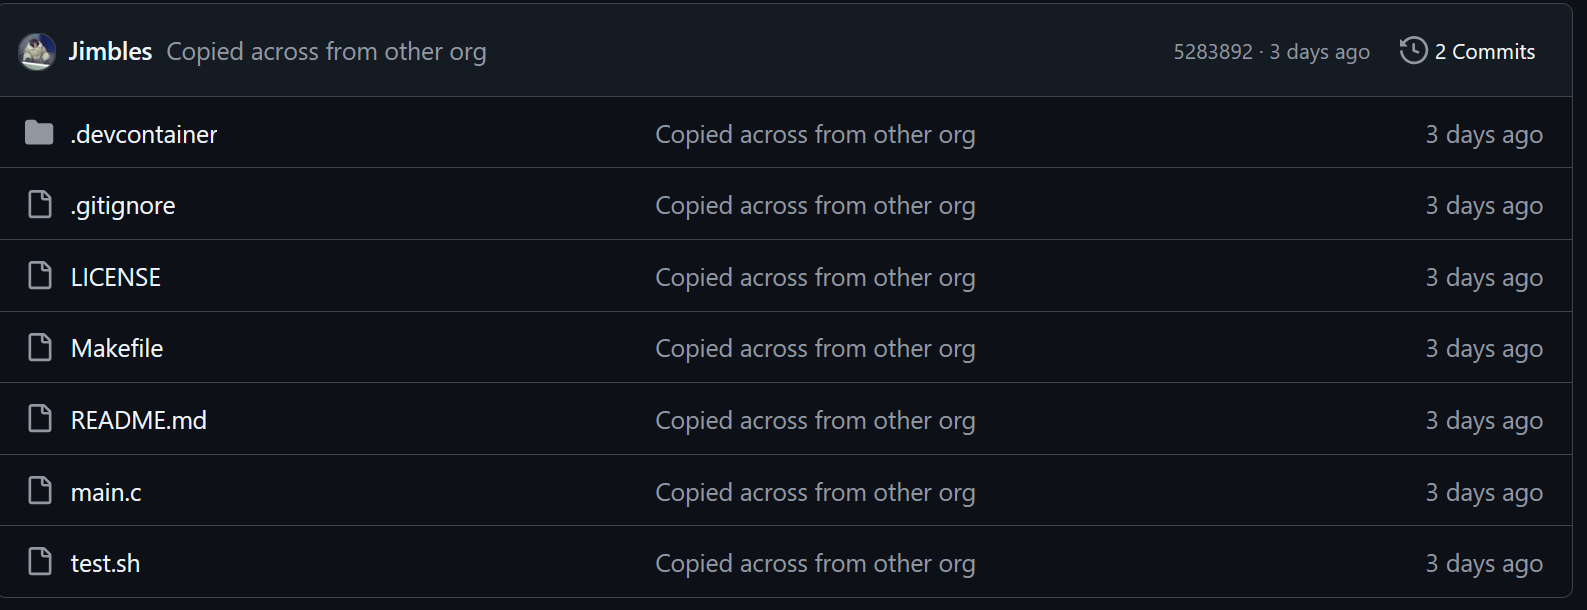 Jimbles Copied across from other org 5283892 · 3 days ago 2 Commits
.devcontainer Copied across from other org 3 days ago
.gitignore Copied across from other org 3 days ago
LICENSE Copied across from other org 3 days ago
Makefile Copied across from other org 3 days ago
README.md Copied across from other org 3 days ago
main.c Copied across from other org 3 days ago
test.sh Copied across from other org 3 days ago